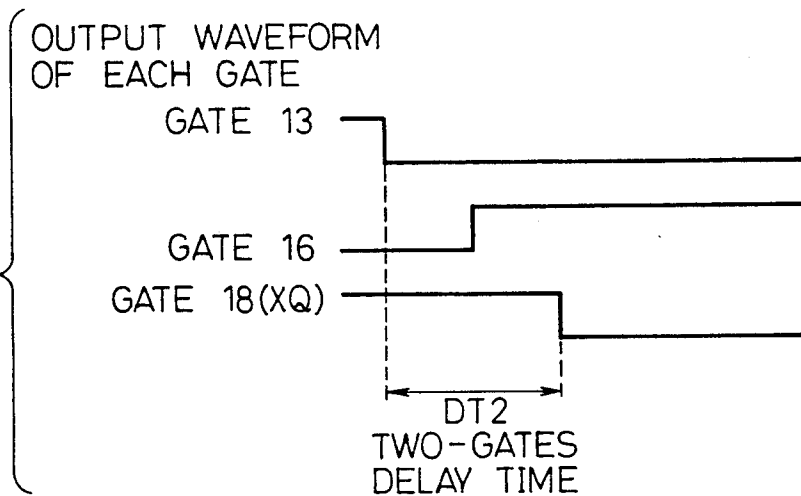 OUTPUT WAVEFORM
OF EACH GATE
GATE 13
GATE 16
GATE 18(XQ)
DT2
TWO-GATES
DELAY TIME